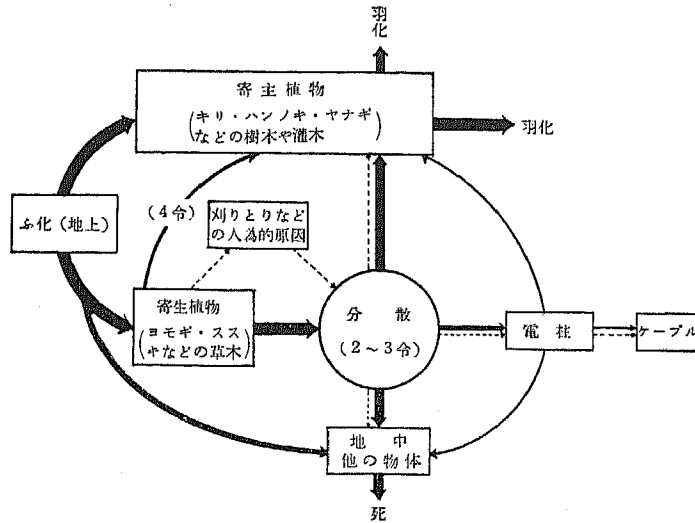 羽化
寄主植物
(キリ・ハンノキ・ヤナギ
などの樹木や灌木)
羽化
ふ化(地上)
(4令)
刈りとりなど
の人為的原因
寄生植物
(ヨモギ・スス
キなどの草木)
分散
(2~3令)
電柱
ケーブル
地中
他の物体
死